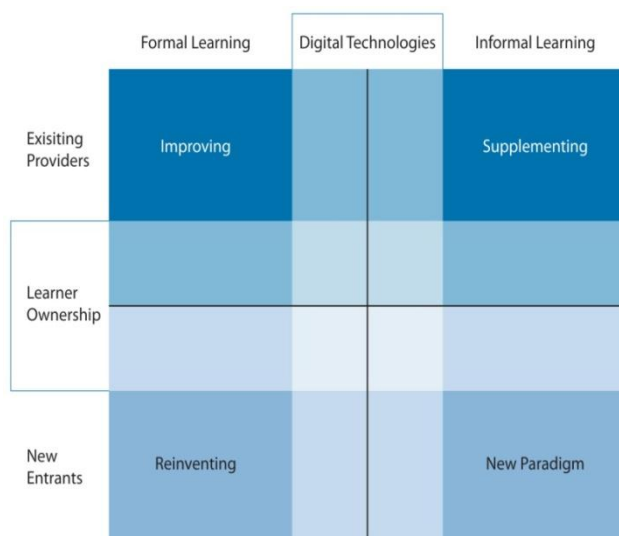 Formal Learning Digital Technologies Informal Learning
Exisiting
Providers
Improving Supplementing
Learner
Ownership
New
Entrants
Reinventing New Paradigm